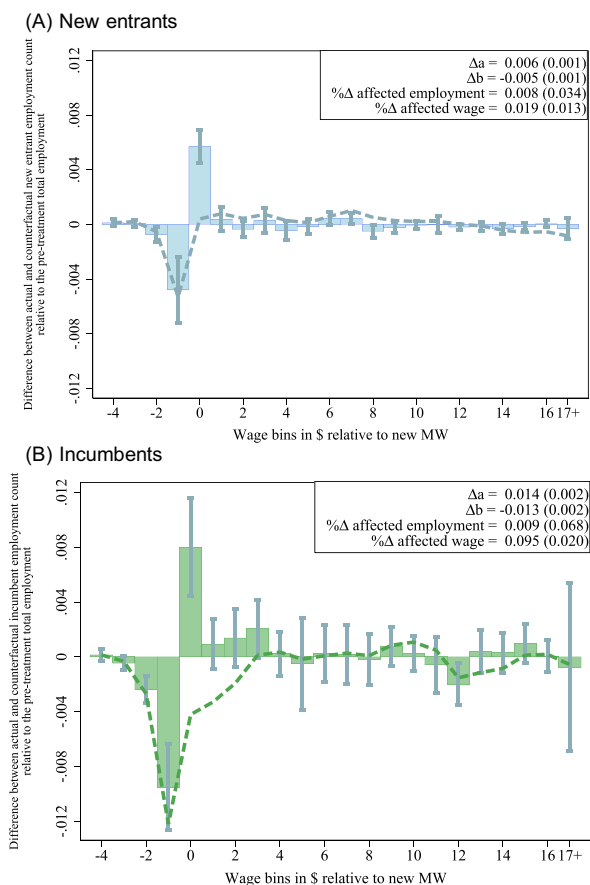 (A) New entrants
Difference between actual and counterfactual new entrant employment count
relative to the pre-treatment total employment
.012
.008
.004
0
-.004
-.008
-.012
Δa = 0.006 (0.001)
Δb = -0.005 (0.001)
%Δ affected employment = 0.008 (0.034)
%Δ affected wage = 0.019 (0.013)
-4 -2 0 2 4 6 8 10 12 14 16 17+
Wage bins in $ relative to new MW
(B) Incumbents
Difference between actual and counterfactual incumbent employment count
relative to the pre-treatment total employment
.012
.008
.004
0
-.004
-.008
-.012
Δa = 0.014 (0.002)
Δb = -0.013 (0.002)
%Δ affected employment = 0.009 (0.068)
%Δ affected wage = 0.095 (0.020)
-4 -2 0 2 4 6 8 10 12 14 16 17+
Wage bins in $ relative to new MW